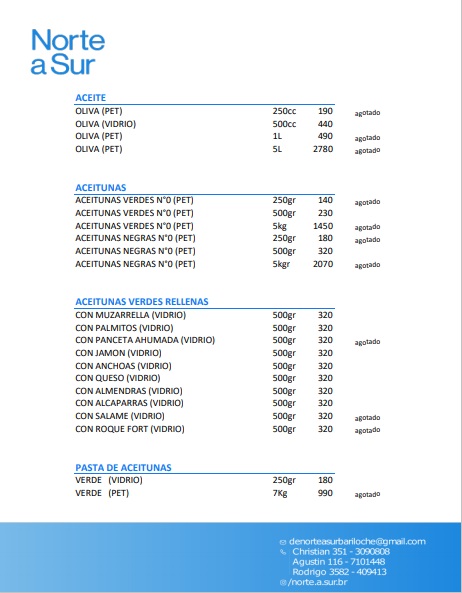 Norte
a Sur
ACEITE
OLIVA (PET) 250cc 190 agotado
OLIVA (VIDRIO) 500cc 440
OLIVA (PET) 1L 490 agotado
OLIVA (PET) 5L 2780 agotado
ACEITUNAS
ACEITUNAS VERDES N°0 (PET) 250gr 140 agotado
ACEITUNAS VERDES N°0 (PET) 500gr 230
ACEITUNAS VERDES N°0 (PET) 5kg 1450 agotado
ACEITUNAS NEGRAS N°0 (PET) 250gr 180 agotado
ACEITUNAS NEGRAS N°0 (PET) 500gr 320
ACEITUNAS NEGRAS N°0 (PET) 5kgr 2070 agotado
ACEITUNAS VERDES RELLENAS
CON MUZARRELLA (VIDRIO) 500gr 320
CON PALMITOS (VIDRIO) 500gr 320
CON PANCETA AHUMADA (VIDRIO) 500gr 320 agotado
CON JAMON (VIDRIO) 500gr 320
CON ANCHOAS (VIDRIO) 500gr 320
CON QUESO (VIDRIO) 500gr 320
CON ALMENDRAS (VIDRIO) 500gr 320
CON ALCAPARRAS (VIDRIO) 500gr 320
CON SALAME (VIDRIO) 500gr 320 agotado
CON ROQUE FORT (VIDRIO) 500gr 320 agotado
PASTA DE ACEITUNAS
VERDE (VIDRIO) 250gr 180
VERDE (PET) 7Kg 990 agotado
denorteasurbariloche@gmail.com
Christian 351 - 3090808
Agustin 116 - 7101448
Rodrigo 3582 - 409413
/norte.a.sur.br